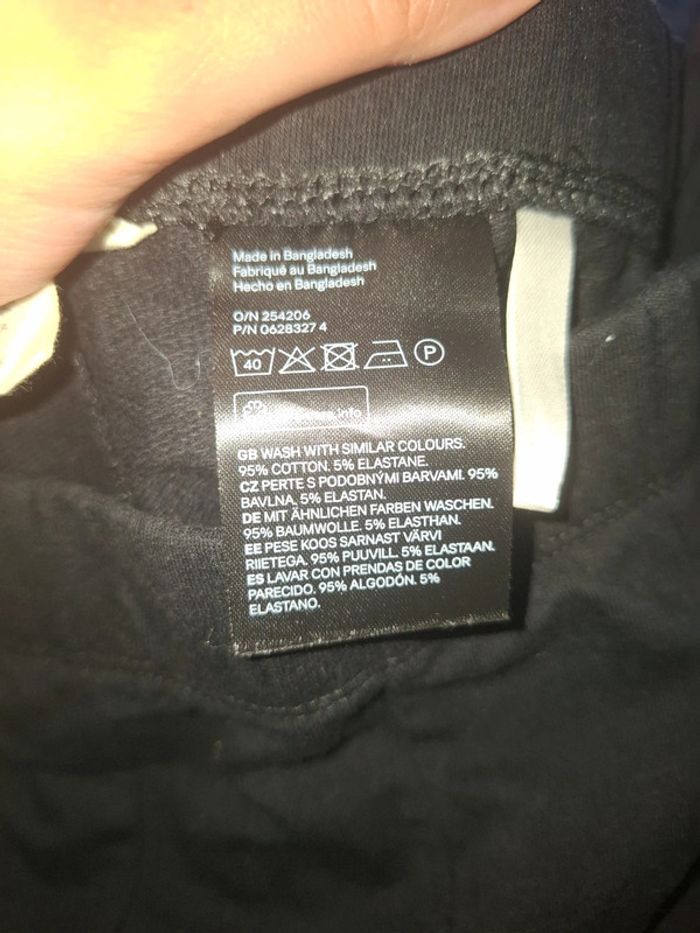 Made in Bangladesh
Fabriqué au Bangladesh
Hecho en Bangladesh
O/N 254206
P/N 0628327 4
40
P
.info
GB WASH WITH SIMILAR COLOURS.
95% COTTON. 5% ELASTANE.
CZ PERTE S PODOBNÝMI BARVAMI. 95%
BAVLNA. 5% ELASTAN.
DE MIT ÄHNLICHEN FARBEN WASCHEN.
95% BAUMWOLLE. 5% ELASTHAN.
EE PESE KOOS SARNAST VÄRVI
RIIETEGA. 95% PUUVILL. 5% ELASTAAN.
ES LAVAR CON PRENDAS DE COLOR
PARECIDO. 95% ALGODÓN. 5%
ELASTANO.